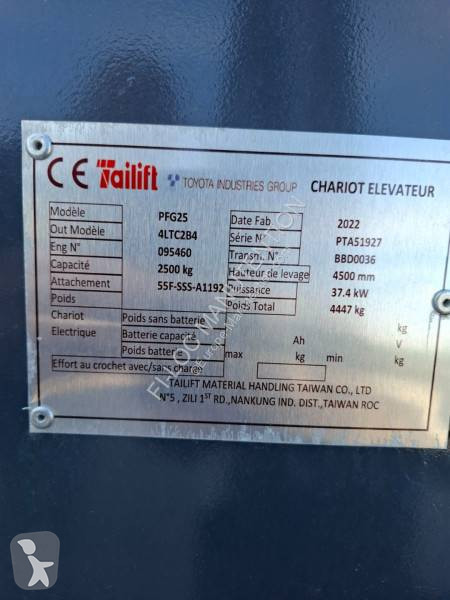 CE Tailift TOYOTA INDUSTRIES GROUP CHARIOT ELEVATEUR
Modèle PFG25 Date Fab 2022
Out Modèle 4LTC2B4 Série N° PTA51927
Eng N° 095460 Transm. N° BBD0036
Capacité 2500 kg Hauteur de levage 4500 mm
Attachement 55F-SSS-A1192 Puissance 37.4 kW
Poids Poids Total 4447 kg
Chariot Poids sans batterie kg
Electrique Batterie capacité Ah V
Poids batterie max kg min kg
Effort au crochet avec/sans charge
TAILIFT MATERIAL HANDLING TAIWAN CO., LTD
N°5 , ZILI 1ST RD.,NANKUNG IND. DIST.,TAIWAN ROC